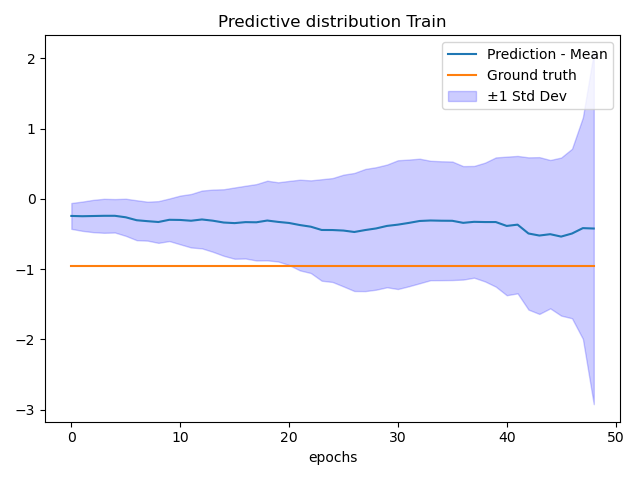 Predictive distribution Train
Prediction - Mean
Ground truth
±1 Std Dev
2
1
0
−1
−2
−3
0 10 20 30 40 50
epochs